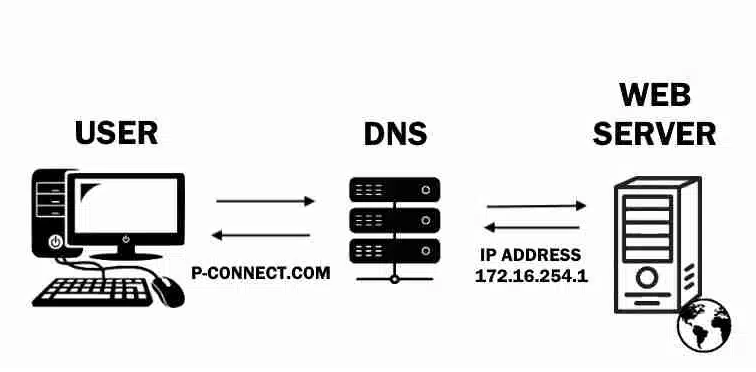 USER
DNS
WEB
SERVER
P-CONNECT.COM
IP ADDRESS
172.16.254.1